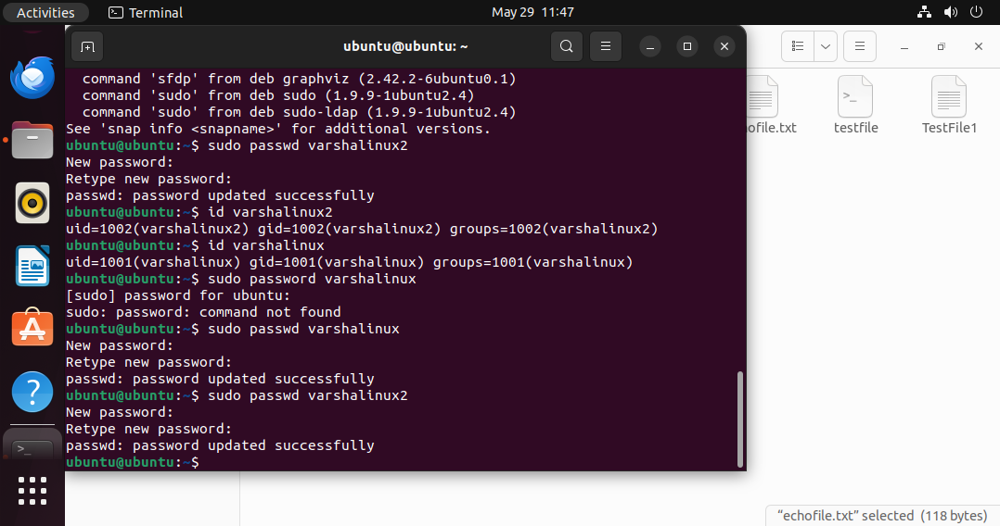 Activities
Terminal
May 29 11:47
ubuntu@ubuntu: ~
command 'sfdp' from deb graphviz (2.42.2-6ubuntu0.1)
command 'sudo' from deb sudo (1.9.9-1ubuntu2.4)
command 'sudo' from deb sudo-ldap (1.9.9-1ubuntu2.4)
See 'snap info <snapname>' for additional versions.
ubuntu@ubuntu:~$ sudo passwd varshalinux2
New password:
Retype new password:
passwd: password updated successfully
ubuntu@ubuntu:~$ id varshalinux2
uid=1002(varshalinux2) gid=1002(varshalinux2) groups=1002(varshalinux2)
ubuntu@ubuntu:~$ id varshalinux
uid=1001(varshalinux) gid=1001(varshalinux) groups=1001(varshalinux)
ubuntu@ubuntu:~$ sudo password varshalinux
[sudo] password for ubuntu:
sudo: password: command not found
ubuntu@ubuntu:~$ sudo passwd varshalinux
New password:
Retype new password:
passwd: password updated successfully
ubuntu@ubuntu:~$ sudo passwd varshalinux2
New password:
Retype new password:
passwd: password updated successfully
ubuntu@ubuntu:~$
ofile.txt
testfile
TestFile1
“echofile.txt” selected (118 bytes)